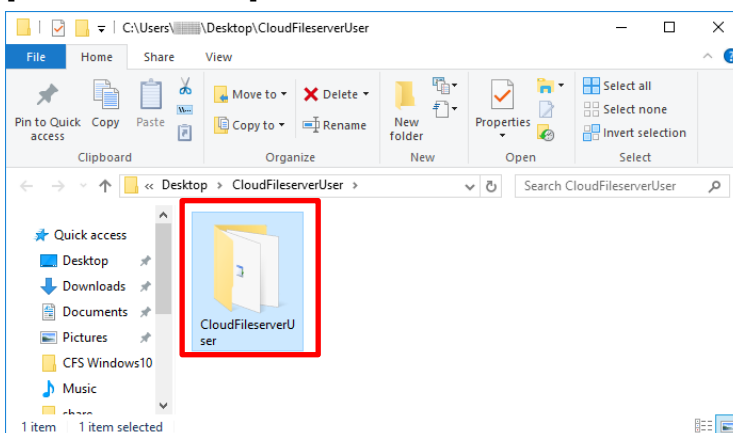 C:\Users\ \Desktop\CloudFileserverUser
File Home Share View
Pin to Quick access
Copy
Paste
Move to
Copy to
Delete
Rename
New folder
Properties
Select all
Select none
Invert selection
Clipboard Organize New Open Select
« Desktop > CloudFileserverUser >
Search CloudFileserverUser
Quick access
Desktop
Downloads
Documents
Pictures
CFS Windows10
Music
share
CloudFileserverU
ser
1 item 1 item selected